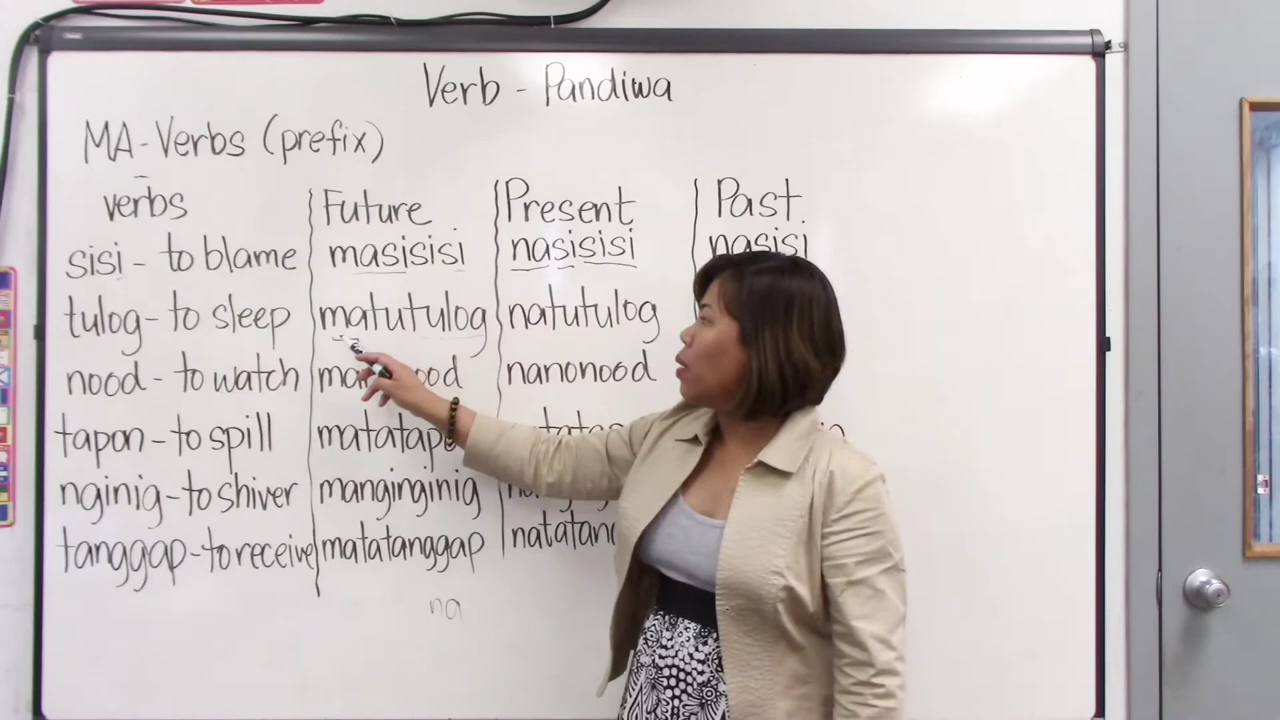 Verb - Pandiwa
MA-Verbs (prefix)
verbs Future Present Past.
sisi - to blame masisisi nasisisi nasisi
tulog - to sleep matutulog natutulog
nood - to watch nanonood
tapon - to spill
nginig - to shiver manginginig
tanggap - to receive matatanggap
na